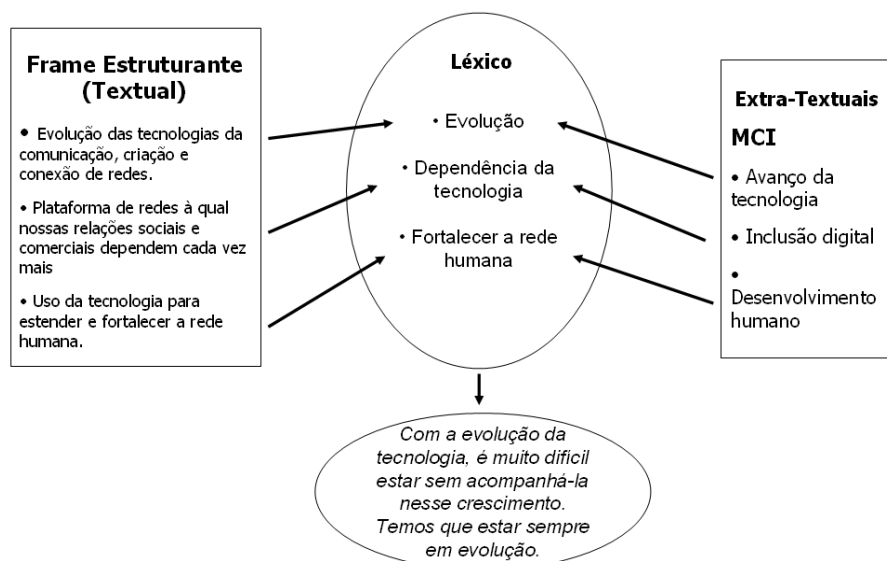 Frame Estruturante
(Textual)
• Evolução das tecnologias da
comunicação, criação e
conexão de redes.
• Plataforma de redes à qual
nossas relações sociais e
comerciais dependem cada vez
mais
• Uso da tecnologia para
estender e fortalecer a rede
humana.
Léxico
• Evolução
• Dependência da
tecnologia
• Fortalecer a rede
humana
Extra-Textuais
MCI
• Avanço da
tecnologia
• Inclusão digital
•
Desenvolvimento
humano
Com a evolução da
tecnologia, é muito difícil
estar sem acompanhá-la
nesse crescimento.
Temos que estar sempre
em evolução.